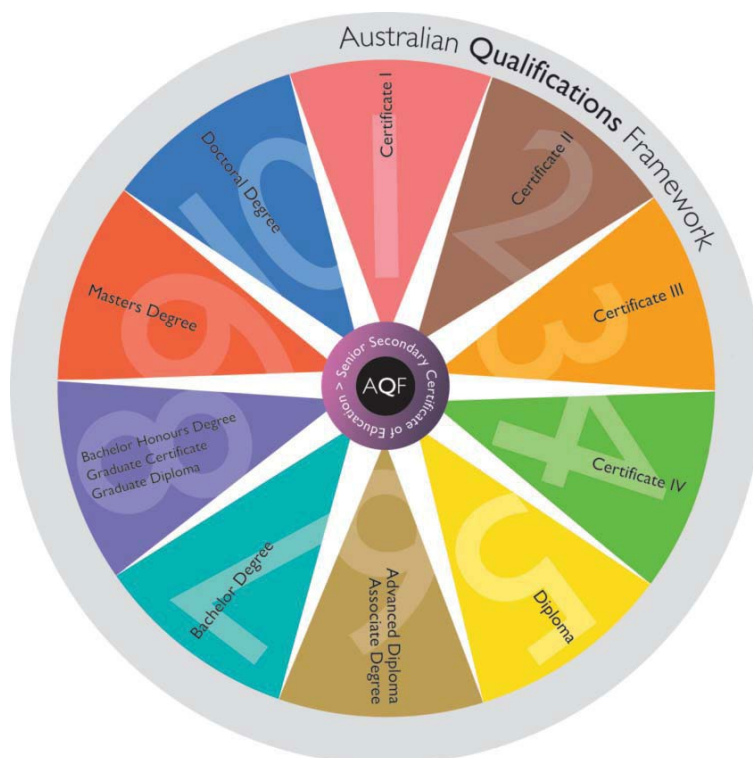 Australian Qualifications Framework
1
Certificate I
2
Certificate II
3
Certificate III
4
Certificate IV
5
Diploma
6
Advanced Diploma
Associate Degree
7
Bachelor Degree
8
Bachelor Honours Degree
Graduate Certificate
Graduate Diploma
9
Masters Degree
10
Doctoral Degree
Senior Secondary Certificate of Education >
AQF